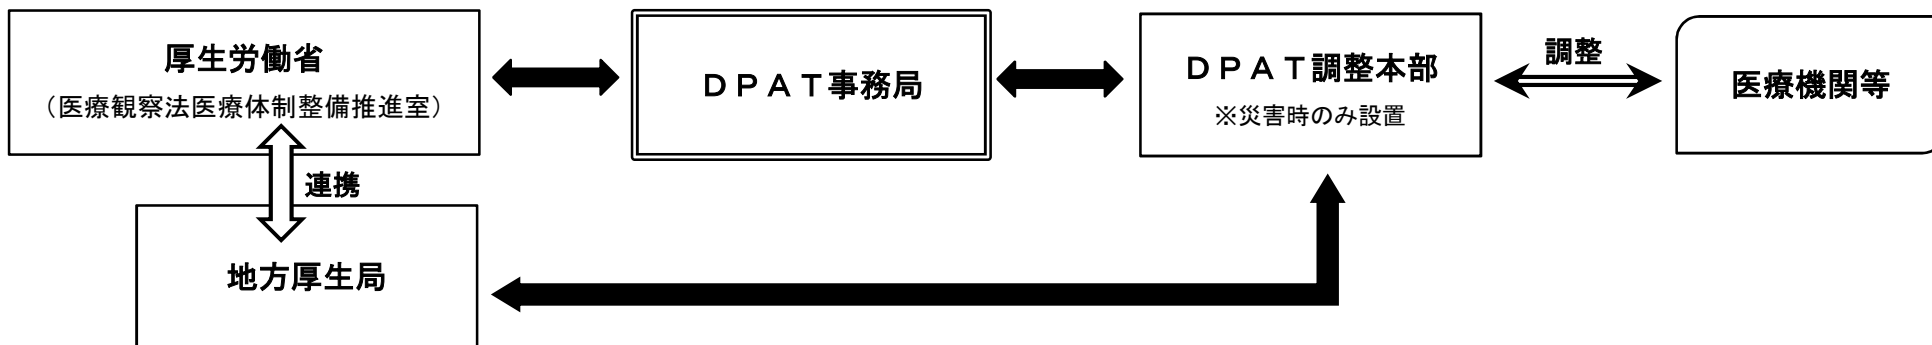 厚生労働省
（医療観察法医療体制整備推進室）
ＤＰＡＴ事務局
ＤＰＡＴ調整本部
※災害時のみ設置
調整
医療機関等
連携
地方厚生局